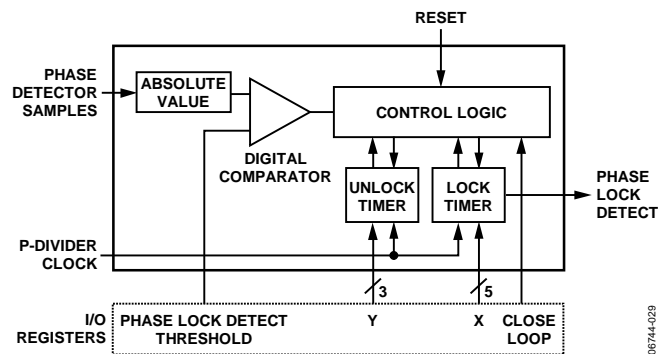 RESET
PHASE
DETECTOR
SAMPLES
ABSOLUTE
VALUE
CONTROL LOGIC
DIGITAL
COMPARATOR
UNLOCK
TIMER
LOCK
TIMER
PHASE
LOCK
DETECT
P-DIVIDER
CLOCK
3
5
I/O
REGISTERS
PHASE LOCK DETECT
THRESHOLD
Y
X
CLOSE
LOOP
06744-029